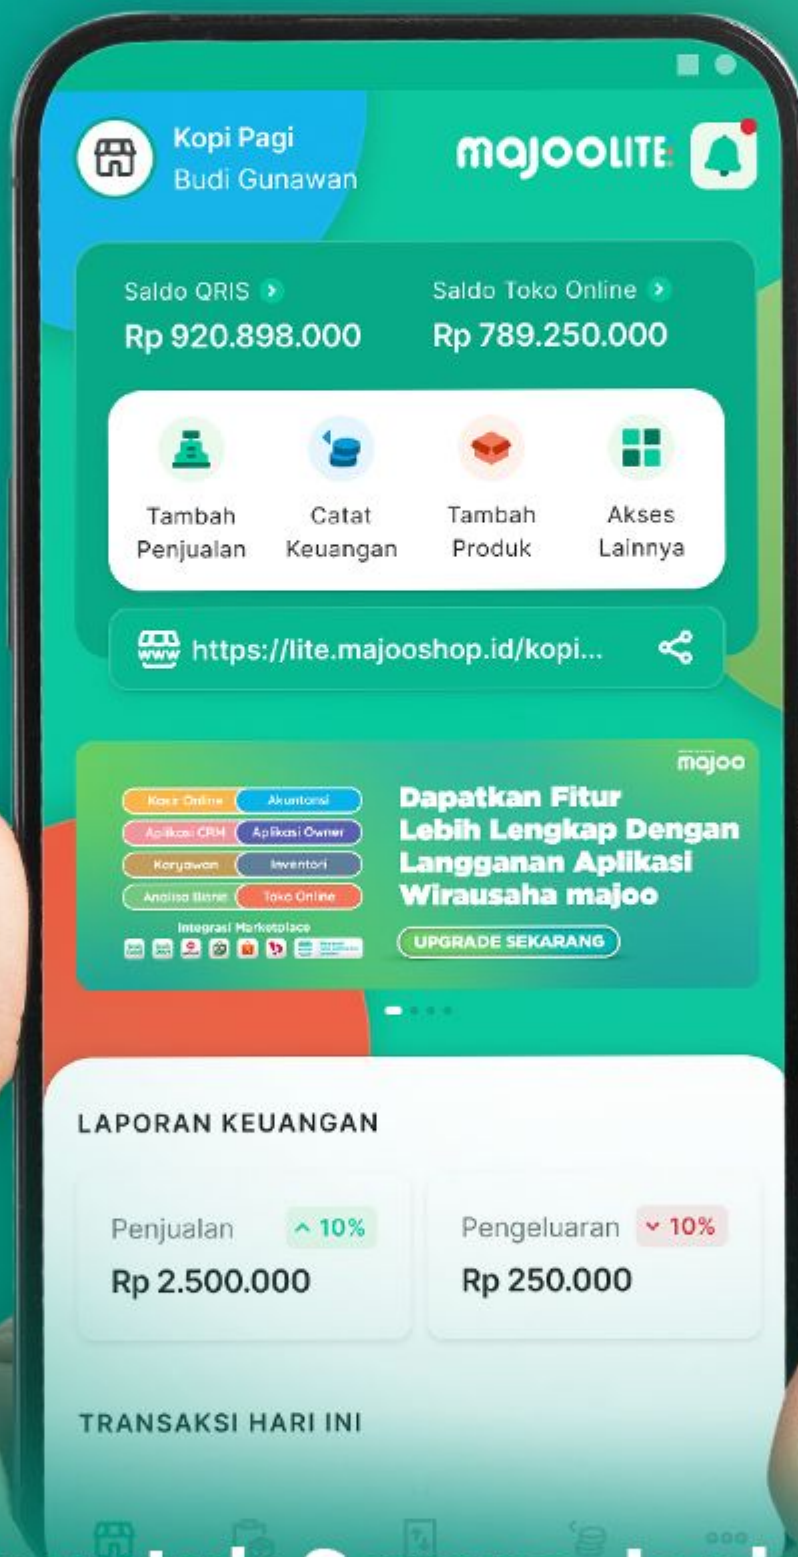 Kopi Pagi
Budi Gunawan
majooLITE
Saldo QRIS
Rp 920.898.000
Saldo Toko Online
Rp 789.250.000
Tambah Penjualan
Catat Keuangan
Tambah Produk
Akses Lainnya
https://lite.majooshop.id/kopi...
majoo
Kasir Online Akuntansi
Aplikasi CRM Aplikasi Owner
Karyawan Inventori
Analisa Bisnis Toko Online
Integrasi Marketplace
Dapatkan Fitur
Lebih Lengkap Dengan
Langganan Aplikasi
Wirausaha majoo
UPGRADE SEKARANG
LAPORAN KEUANGAN
Penjualan 10%
Rp 2.500.000
Pengeluaran 10%
Rp 250.000
TRANSAKSI HARI INI